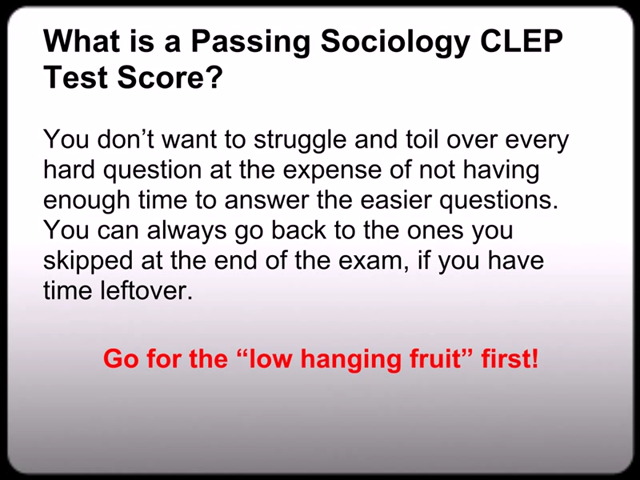 What is a Passing Sociology CLEP
Test Score?
You don’t want to struggle and toil over every
hard question at the expense of not having
enough time to answer the easier questions.
You can always go back to the ones you
skipped at the end of the exam, if you have
time leftover.
Go for the “low hanging fruit” first!